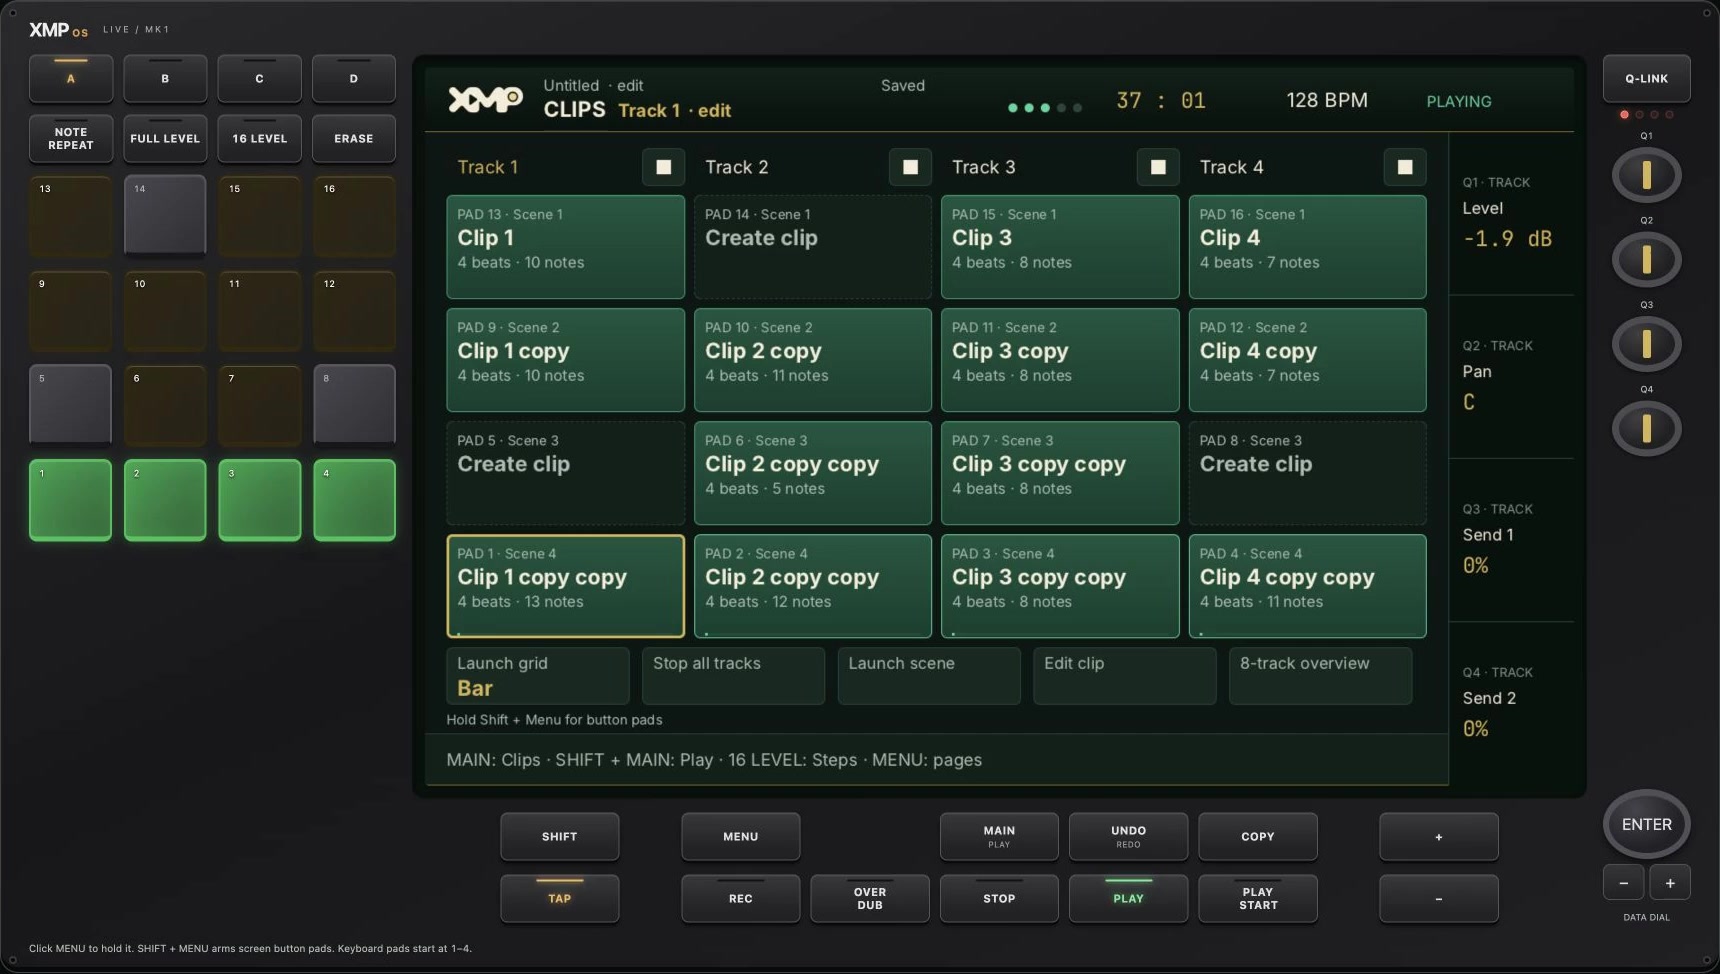 XMP OS LIVE / MK1
A B C D
NOTE REPEAT FULL LEVEL 16 LEVEL ERASE
13 14 15 16
9 10 11 12
5 6 7 8
1 2 3 4
XMP
Untitled · edit
CLIPS Track 1 · edit
Saved
37 : 01
128 BPM
PLAYING
Track 1 Track 2 Track 3 Track 4
PAD 13 · Scene 1
Clip 1
4 beats · 10 notes
PAD 14 · Scene 1
Create clip
PAD 15 · Scene 1
Clip 3
4 beats · 8 notes
PAD 16 · Scene 1
Clip 4
4 beats · 7 notes
PAD 9 · Scene 2
Clip 1 copy
4 beats · 10 notes
PAD 10 · Scene 2
Clip 2 copy
4 beats · 11 notes
PAD 11 · Scene 2
Clip 3 copy
4 beats · 8 notes
PAD 12 · Scene 2
Clip 4 copy
4 beats · 7 notes
PAD 5 · Scene 3
Create clip
PAD 6 · Scene 3
Clip 2 copy copy
4 beats · 5 notes
PAD 7 · Scene 3
Clip 3 copy copy
4 beats · 8 notes
PAD 8 · Scene 3
Create clip
PAD 1 · Scene 4
Clip 1 copy copy
4 beats · 13 notes
PAD 2 · Scene 4
Clip 2 copy copy
4 beats · 12 notes
PAD 3 · Scene 4
Clip 3 copy copy
4 beats · 8 notes
PAD 4 · Scene 4
Clip 4 copy copy
4 beats · 11 notes
Launch grid
Bar
Stop all tracks
Launch scene
Edit clip
8-track overview
Hold Shift + Menu for button pads
MAIN: Clips · SHIFT + MAIN: Play · 16 LEVEL: Steps · MENU: pages
Q1 · TRACK
Level
-1.9 dB
Q2 · TRACK
Pan
C
Q3 · TRACK
Send 1
0%
Q4 · TRACK
Send 2
0%
Q-LINK
Q1
Q2
Q3
Q4
SHIFT
MENU
MAIN
PLAY
UNDO
REDO
COPY
+
TAP
REC
OVER
DUB
STOP
PLAY
PLAY
START
−
ENTER
− +
DATA DIAL
Click MENU to hold it. SHIFT + MENU arms screen button pads. Keyboard pads start at 1–4.